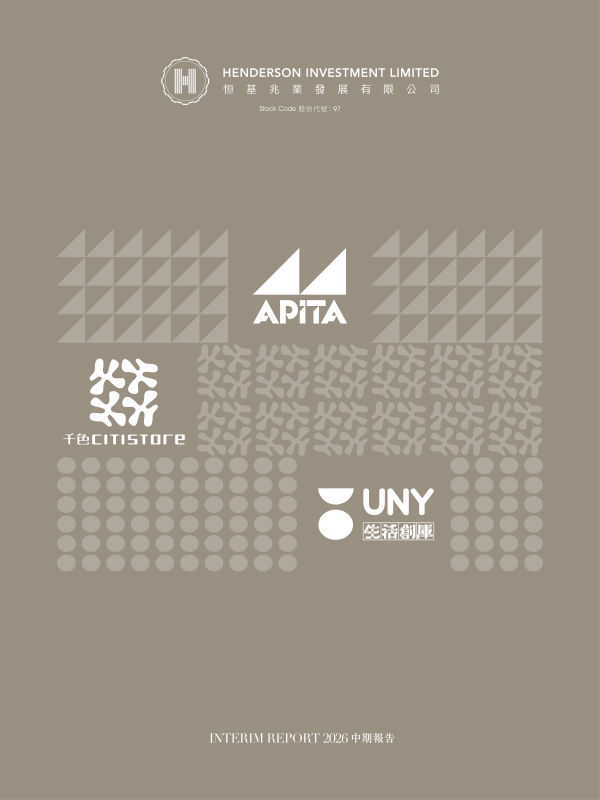 HENDERSON INVESTMENT LIMITED
恒基兆業發展有限公司
Stock Code 股份代號: 97
APiTA
千色CITISTORE
UNY
生活創庫
INTERIM REPORT 2026 中期報告